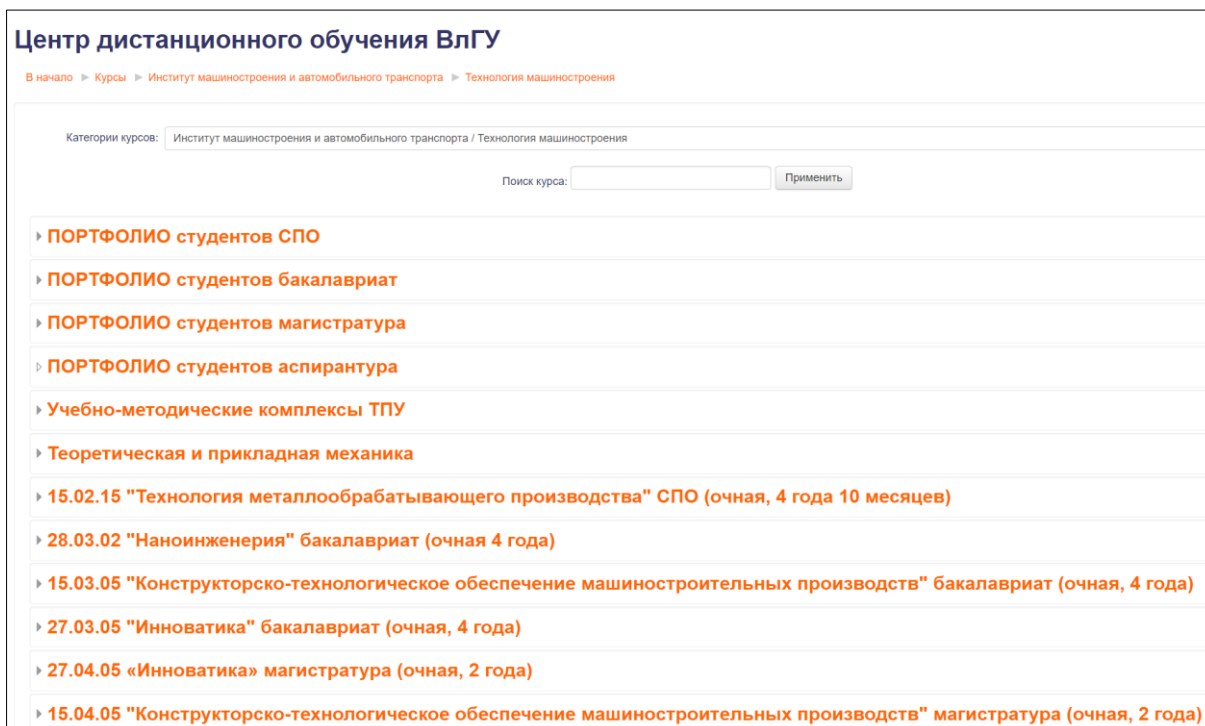 Центр дистанционного обучения ВлГУ
В начало ▶ Курсы ▶ Институт машиностроения и автомобильного транспорта ▶ Технология машиностроения
Категории курсов: Институт машиностроения и автомобильного транспорта / Технология машиностроения
Поиск курса: Применить
ПОРТФОЛИО студентов СПО
ПОРТФОЛИО студентов бакалавриат
ПОРТФОЛИО студентов магистратура
ПОРТФОЛИО студентов аспирантура
Учебно-методические комплексы ТПУ
Теоретическая и прикладная механика
15.02.15 "Технология металлообрабатывающего производства" СПО (очная, 4 года 10 месяцев)
28.03.02 "Наноинженерия" бакалавриат (очная 4 года)
15.03.05 "Конструкторско-технологическое обеспечение машиностроительных производств" бакалавриат (очная, 4 года)
27.03.05 "Инноватика" бакалавриат (очная, 4 года)
27.04.05 «Инноватика» магистратура (очная, 2 года)
15.04.05 "Конструкторско-технологическое обеспечение машиностроительных производств" магистратура (очная, 2 года)